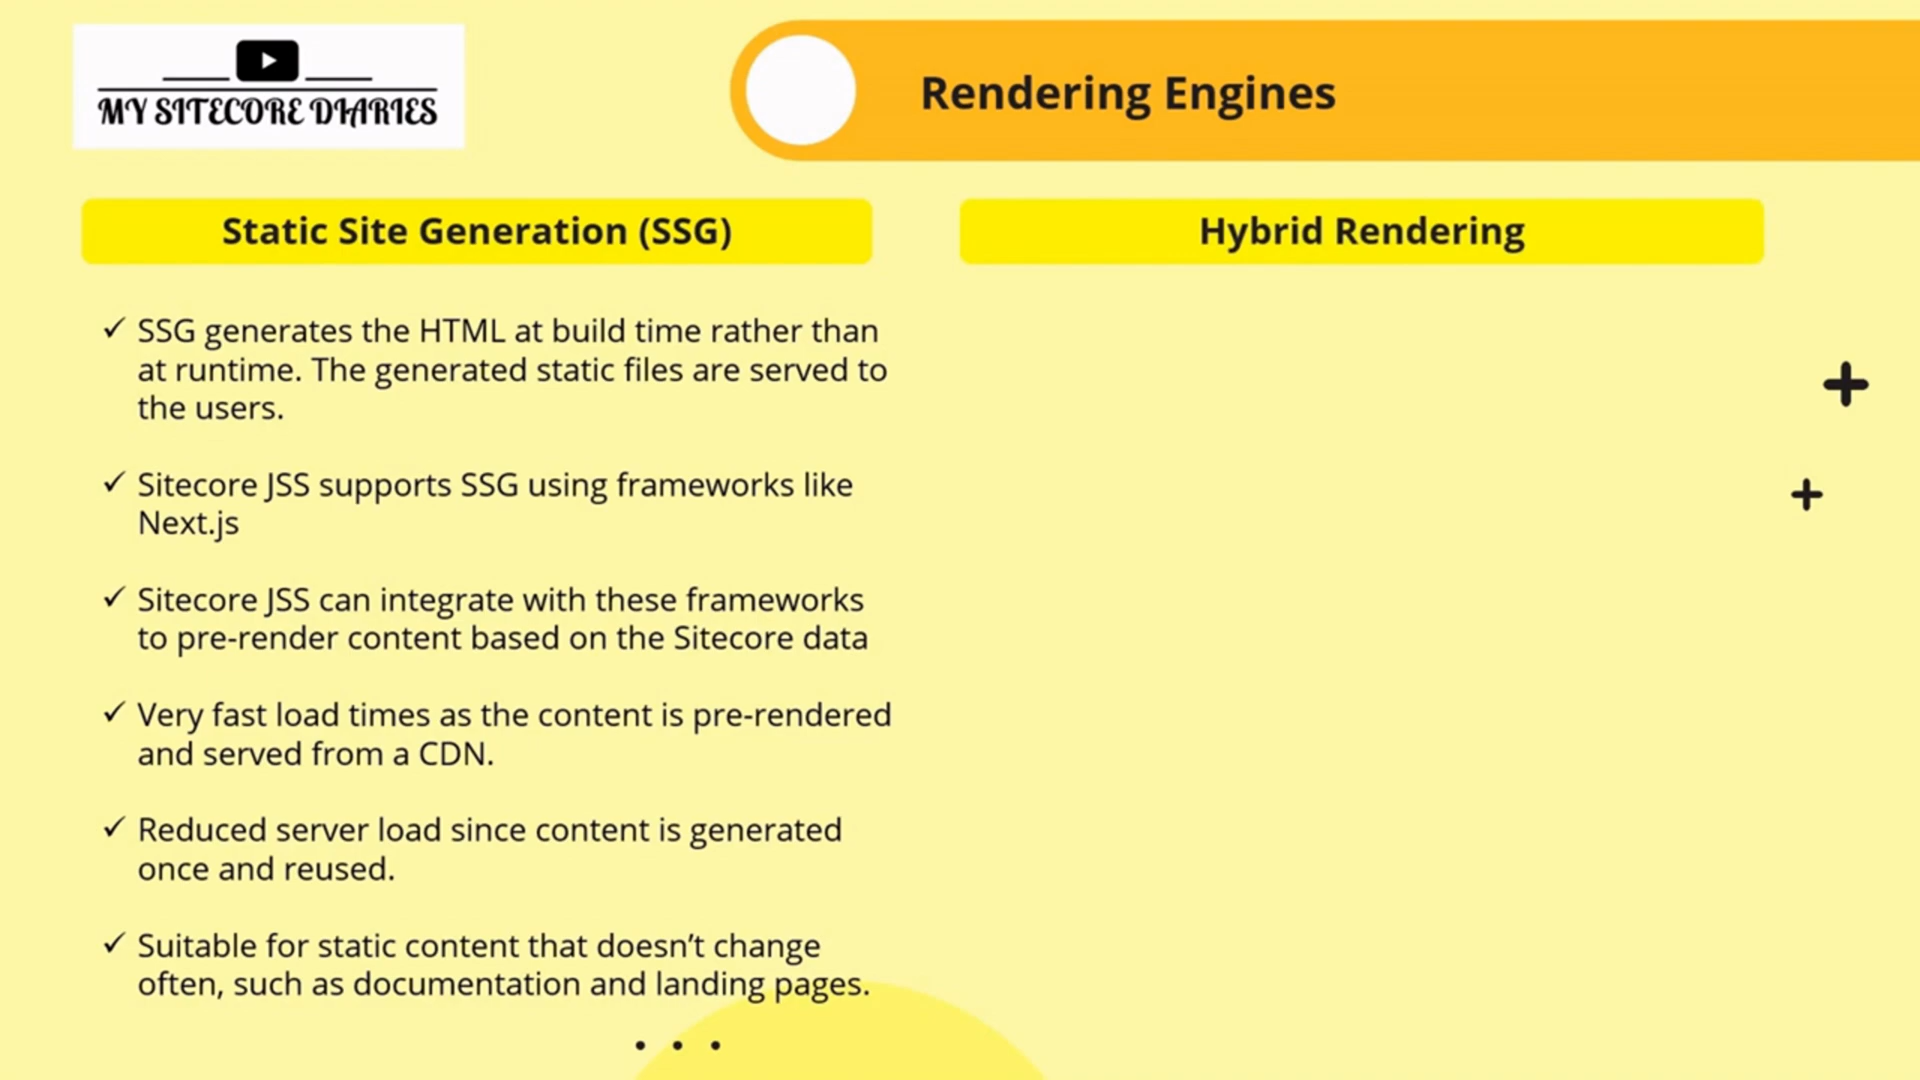 MY SITECORE DIARIES
Rendering Engines
Static Site Generation (SSG)
✓ SSG generates the HTML at build time rather than
at runtime. The generated static files are served to
the users.
✓ Sitecore JSS supports SSG using frameworks like
Next.js
✓ Sitecore JSS can integrate with these frameworks
to pre-render content based on the Sitecore data
✓ Very fast load times as the content is pre-rendered
and served from a CDN.
✓ Reduced server load since content is generated
once and reused.
✓ Suitable for static content that doesn’t change
often, such as documentation and landing pages.
Hybrid Rendering